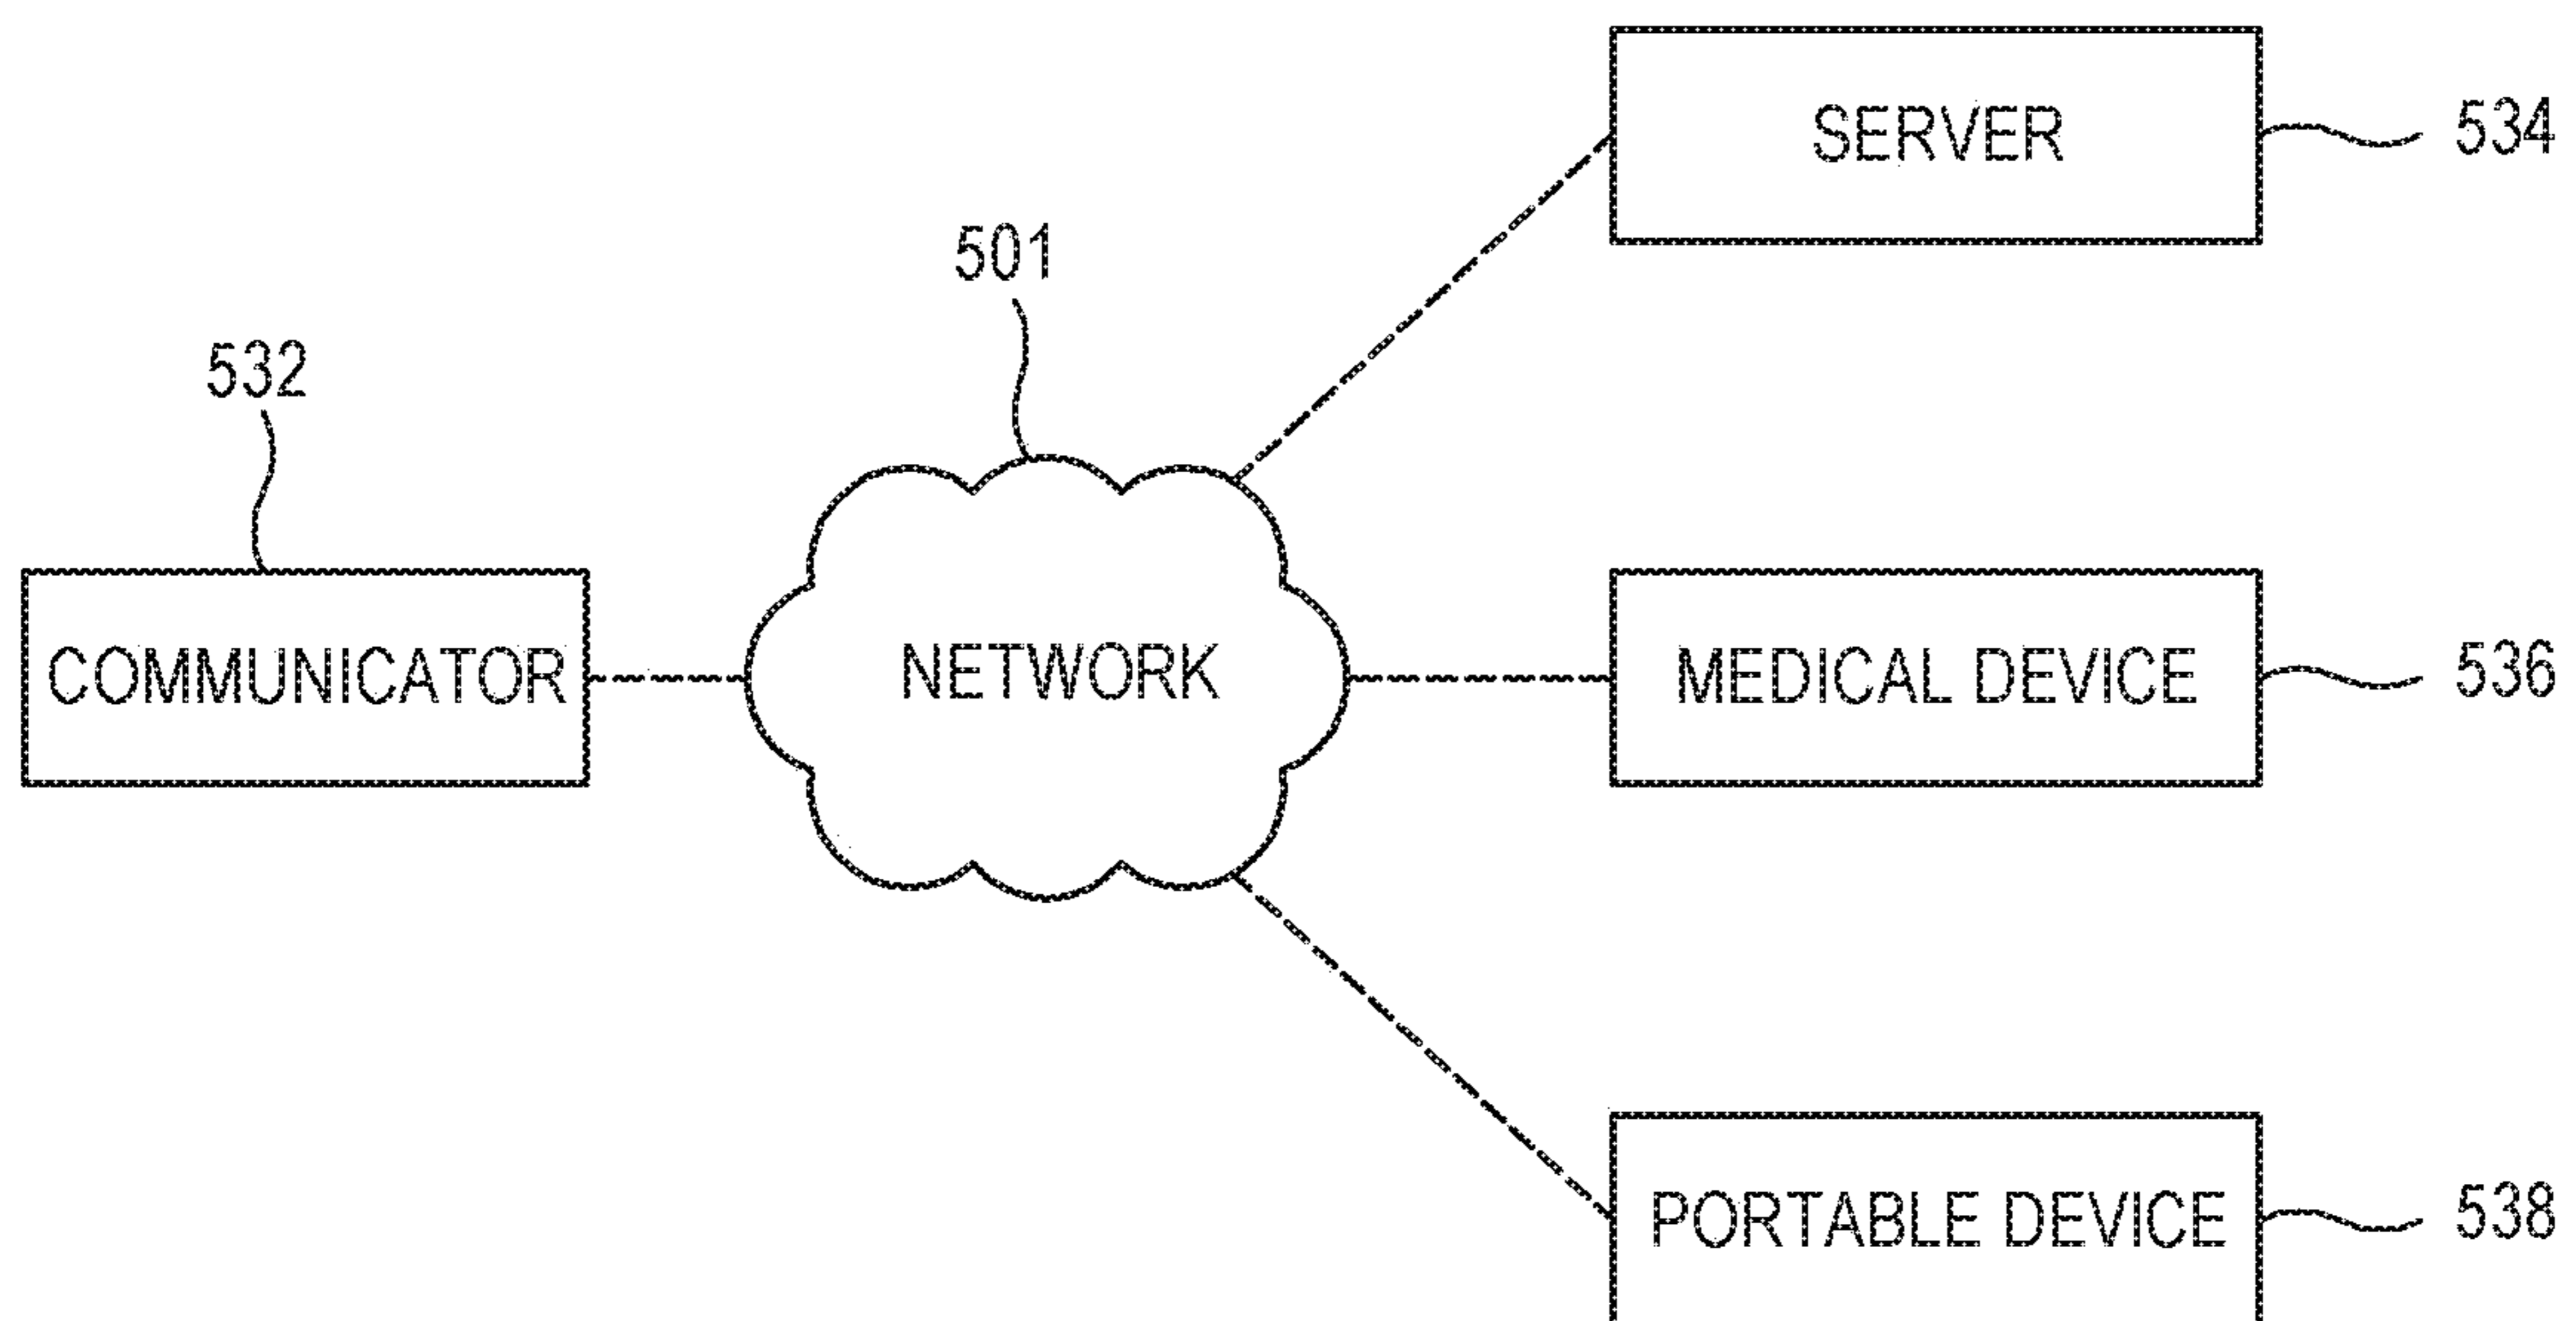 SERVER
534
501
532
COMMUNICATOR
NETWORK
MEDICAL DEVICE
536
PORTABLE DEVICE
538